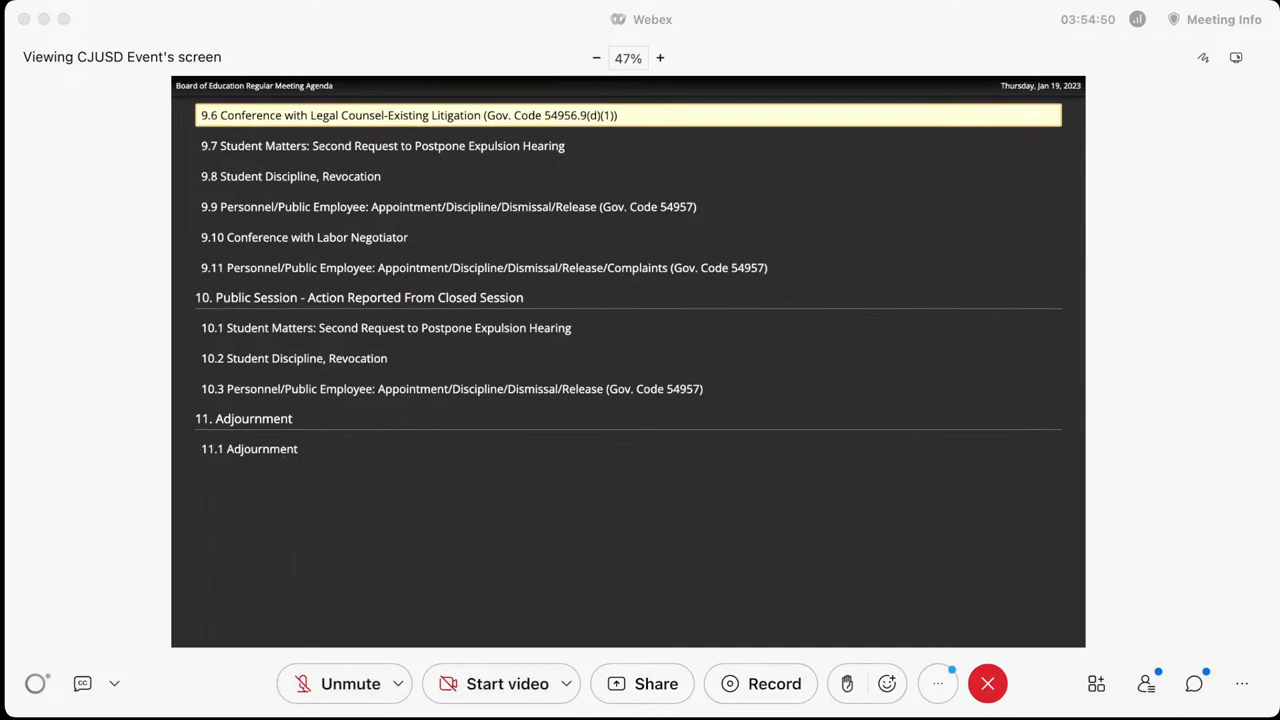 Webex
03:54:50
Meeting Info
Viewing CJUSD Event's screen
− 47% +
Board of Education Regular Meeting Agenda
Thursday, Jan 19, 2023
9.6 Conference with Legal Counsel-Existing Litigation (Gov. Code 54956.9(d)(1))
9.7 Student Matters: Second Request to Postpone Expulsion Hearing
9.8 Student Discipline, Revocation
9.9 Personnel/Public Employee: Appointment/Discipline/Dismissal/Release (Gov. Code 54957)
9.10 Conference with Labor Negotiator
9.11 Personnel/Public Employee: Appointment/Discipline/Dismissal/Release/Complaints (Gov. Code 54957)
10. Public Session - Action Reported From Closed Session
10.1 Student Matters: Second Request to Postpone Expulsion Hearing
10.2 Student Discipline, Revocation
10.3 Personnel/Public Employee: Appointment/Discipline/Dismissal/Release (Gov. Code 54957)
11. Adjournment
11.1 Adjournment
CC
Unmute
Start video
Share
Record